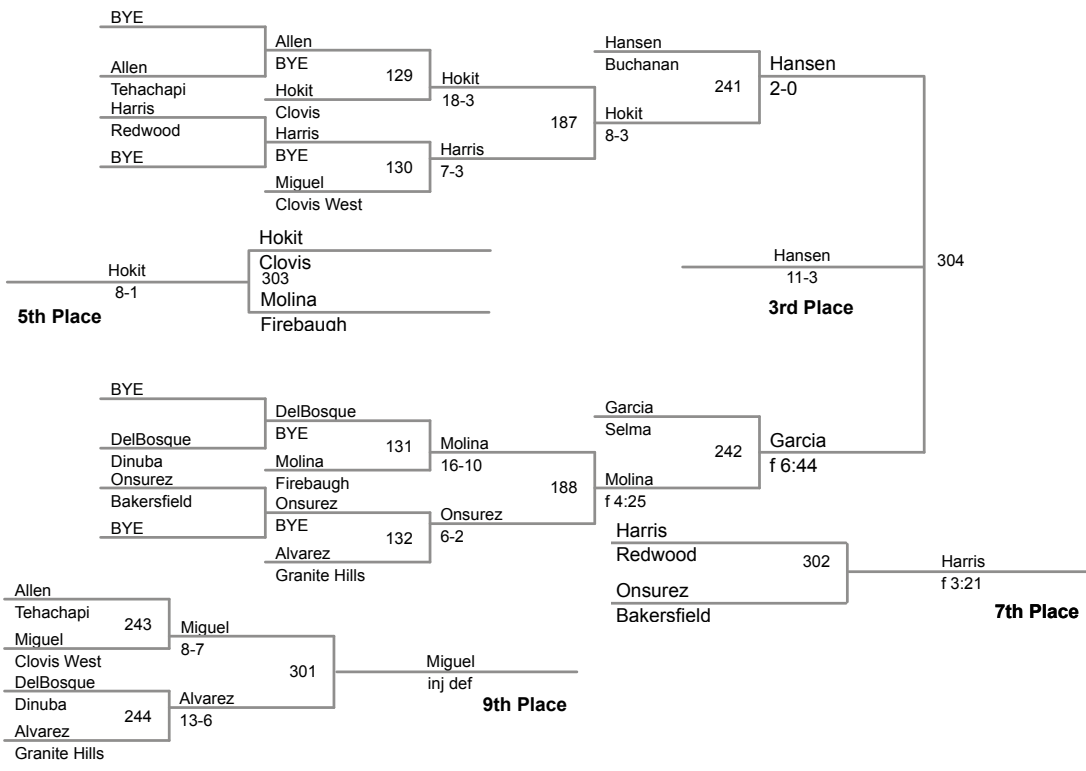 BYE
Allen
Tehachapi
Harris
Redwood
BYE
Allen
BYE
129
Hokit
Clovis
Harris
BYE
130
Miguel
Clovis West
Hokit
18-3
187
Harris
7-3
Hansen
Buchanan
241
Hokit
8-3
Hansen
2-0
304
Hansen
11-3
3rd Place
Hokit
Clovis
303
Molina
Firebaugh
Hokit
8-1
5th Place
BYE
DelBosque
Dinuba
Onsurez
Bakersfield
BYE
DelBosque
BYE
131
Molina
Firebaugh
Onsurez
BYE
132
Alvarez
Granite Hills
Molina
16-10
188
Onsurez
6-2
Garcia
Selma
242
Molina
f 4:25
Garcia
f 6:44
Harris
Redwood
302
Onsurez
Bakersfield
Harris
f 3:21
7th Place
Allen
Tehachapi
243
Miguel
Clovis West
DelBosque
Dinuba
244
Alvarez
Granite Hills
Miguel
8-7
301
Alvarez
13-6
Miguel
inj def
9th Place